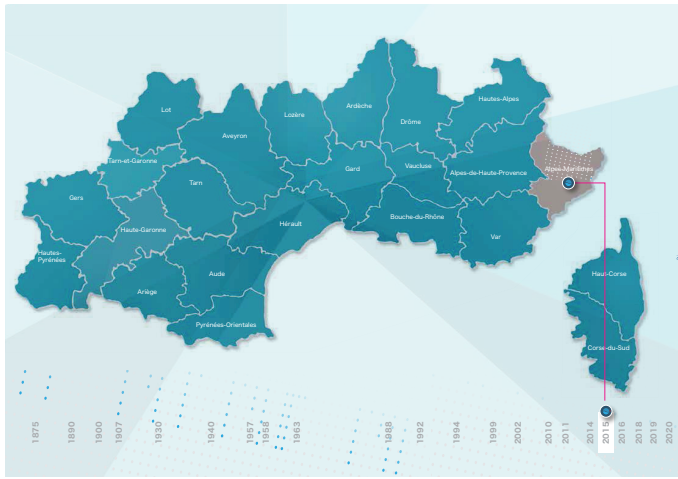 Lot
Aveyron
Lozère
Ardèche
Drôme
Hautes-Alpes
Tarn-et-Garonne
Gard
Vaucluse
Alpes-de-Haute-Provence
Alpes-Maritimes
Gers
Tarn
Haute-Garonne
Hérault
Bouche-du-Rhône
Var
Hautes-
Pyrénées
Ariège
Aude
Pyrénées-Orientales
Haut-Corse
Corse-du-Sud
1875
1890
1900
1907
1930
1940
1957
1958
1963
1988
1992
1994
1999
2002
2010
2011
2014
2015
2016
2018
2019
2020